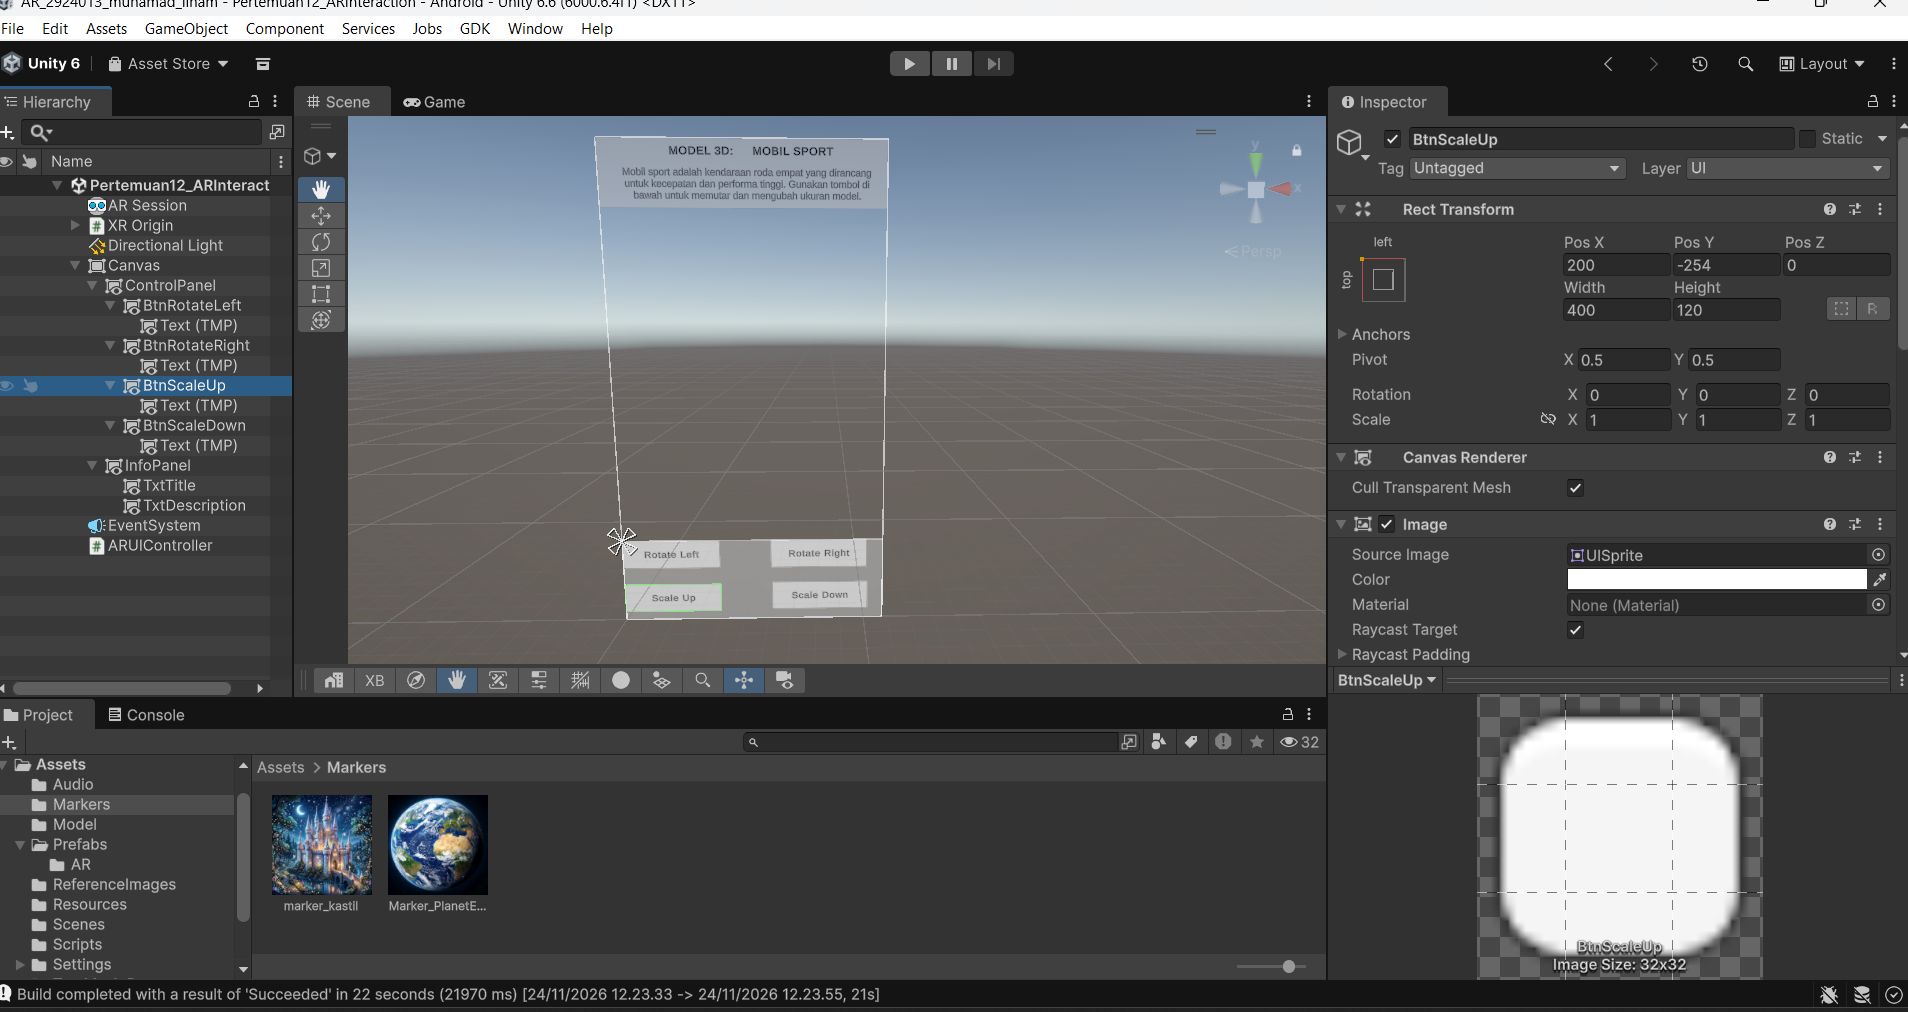 AR_2924013_muhamad_ilham - Pertemuan12_ARInteraction - Android - Unity 6.6 (6000.6.4f1) <DX11>
File Edit Assets GameObject Component Services Jobs GDK Window Help
Unity 6 Asset Store Layout
Hierarchy
Scene Game
Inspector
Name
Pertemuan12_ARInteract
AR Session
XR Origin
Directional Light
Canvas
ControlPanel
BtnRotateLeft
Text (TMP)
BtnRotateRight
Text (TMP)
BtnScaleUp
Text (TMP)
BtnScaleDown
Text (TMP)
InfoPanel
TxtTitle
TxtDescription
EventSystem
ARUIController
MODEL 3D: MOBIL SPORT
Mobil sport adalah kendaraan roda empat yang dirancang
untuk kecepatan dan performa tinggi. Gunakan tombol di
bawah untuk memutar dan mengubah ukuran model.
y
x
Persp
Rotate Left Rotate Right
Scale Up Scale Down
XB
BtnScaleUp Static
Tag Untagged Layer UI
Rect Transform
left
top
Pos X Pos Y Pos Z
200 -254 0
Width Height
400 120
R
Anchors
Pivot X 0.5 Y 0.5
Rotation X 0 Y 0 Z 0
Scale X 1 Y 1 Z 1
Canvas Renderer
Cull Transparent Mesh
Image
Source Image UISprite
Color
Material None (Material)
Raycast Target
Raycast Padding
BtnScaleUp
BtnScaleUp
Image Size: 32x32
Project Console
32
Assets
Audio
Markers
Model
Prefabs
AR
ReferenceImages
Resources
Scenes
Scripts
Settings
Assets > Markers
marker_kastil Marker_PlanetE...
Build completed with a result of 'Succeeded' in 22 seconds (21970 ms) [24/11/2026 12.23.33 -> 24/11/2026 12.23.55, 21s]